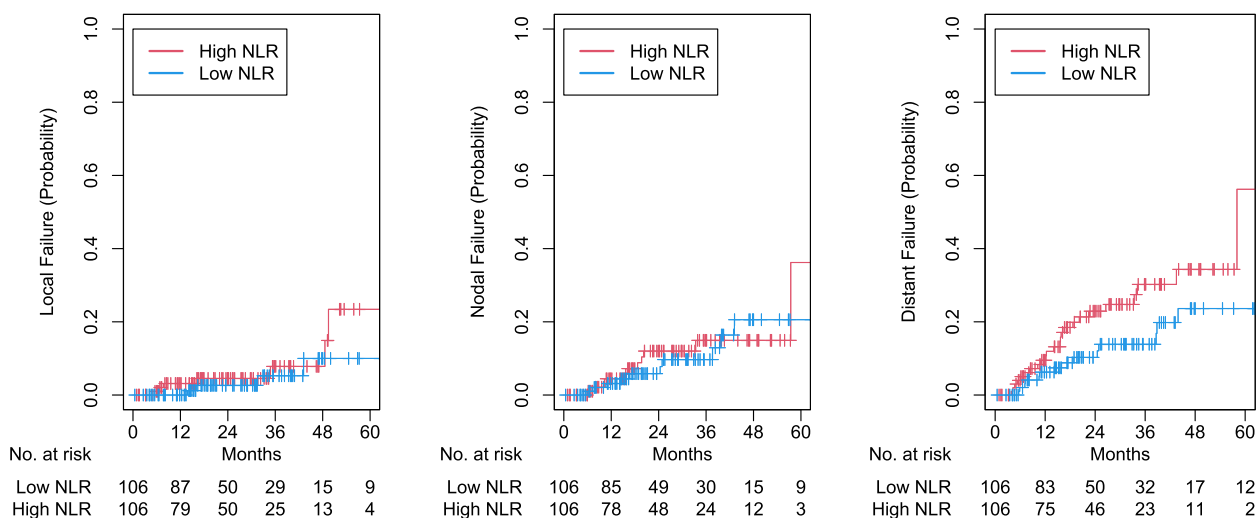 High NLR
Low NLR
Local Failure (Probability)
0.0 0.2 0.4 0.6 0.8 1.0
0 12 24 36 48 60
No. at risk Months
Low NLR 106 87 50 29 15 9
High NLR 106 79 50 25 13 4
High NLR
Low NLR
Nodal Failure (Probability)
0.0 0.2 0.4 0.6 0.8 1.0
0 12 24 36 48 60
No. at risk Months
Low NLR 106 85 49 30 15 9
High NLR 106 78 48 24 12 3
High NLR
Low NLR
Distant Failure (Probability)
0.0 0.2 0.4 0.6 0.8 1.0
0 12 24 36 48 60
No. at risk Months
Low NLR 106 83 50 32 17 12
High NLR 106 75 46 23 11 2